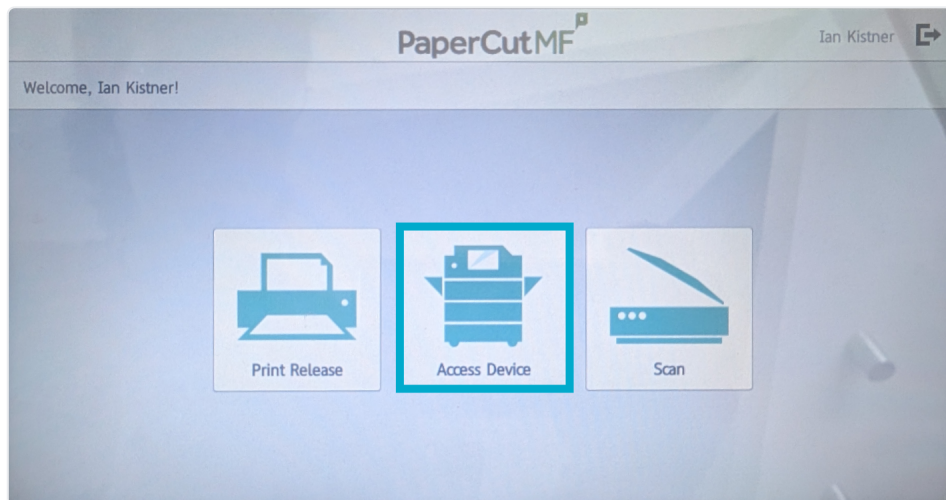 PaperCutMF
Ian Kistner
Welcome, Ian Kistner!
Print Release
Access Device
Scan